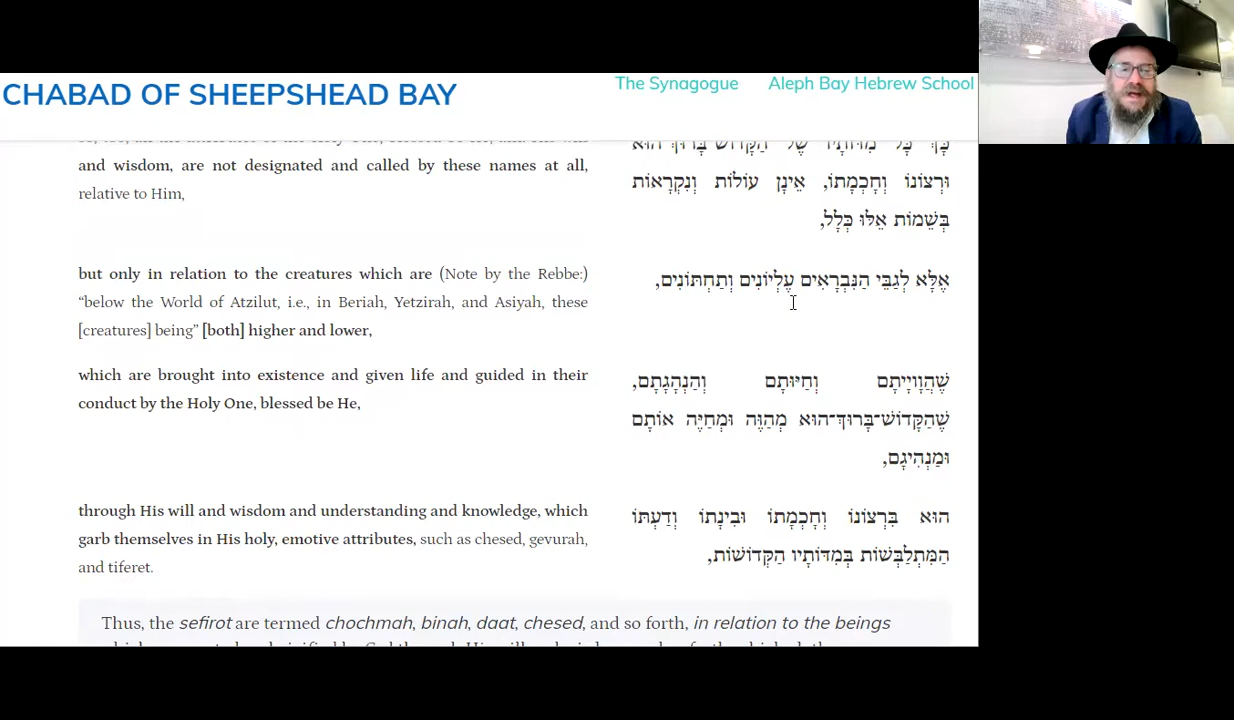 CHABAD OF SHEEPSHEAD BAY
The Synagogue Aleph Bay Hebrew School
and wisdom, are not designated and called by these names at all,
relative to Him,
כָּךְ כָּל מִדּוֹתָיו שֶׁל הַקָּדוֹשׁ בָּרוּךְ הוּא
וּרְצוֹנוֹ וְחָכְמָתוֹ, אֵינָן עוֹלוֹת וְנִקְרָאוֹת
בְּשֵׁמוֹת אֵלּוּ כְּלָל,
but only in relation to the creatures which are (Note by the Rebbe:)
“below the World of Atzilut, i.e., in Beriah, Yetzirah, and Asiyah, these
[creatures] being” [both] higher and lower,
אֶלָּא לְגַבֵּי הַנִּבְרָאִים עֶלְיוֹנִים וְתַחְתּוֹנִים,
which are brought into existence and given life and guided in their
conduct by the Holy One, blessed be He,
שֶׁהֲוָויָיתָם וְחַיּוּתָם וְהַנְהָגָתָם,
שֶׁהַקָּדוֹשׁ־בָּרוּךְ־הוּא מְהַוֶּה וּמְחַיֶּה אוֹתָם
וּמַנְהִיגָם,
through His will and wisdom and understanding and knowledge, which
garb themselves in His holy, emotive attributes, such as chesed, gevurah,
and tiferet.
הוּא בִּרְצוֹנוֹ וְחָכְמָתוֹ וּבִינָתוֹ וְדַעְתּוֹ
הַמִּתְלַבְּשׁוֹת בְּמִדּוֹתָיו הַקְּדוֹשׁוֹת,
Thus, the sefirot are termed chochmah, binah, daat, chesed, and so forth, in relation to the beings